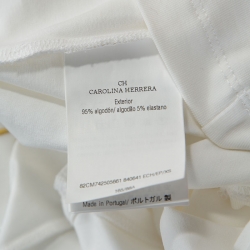 CH
CAROLINA HERRERA
Exterior
95% algodón/ algodão 5% elastano
Made in Portugal/ ポルトガル 製